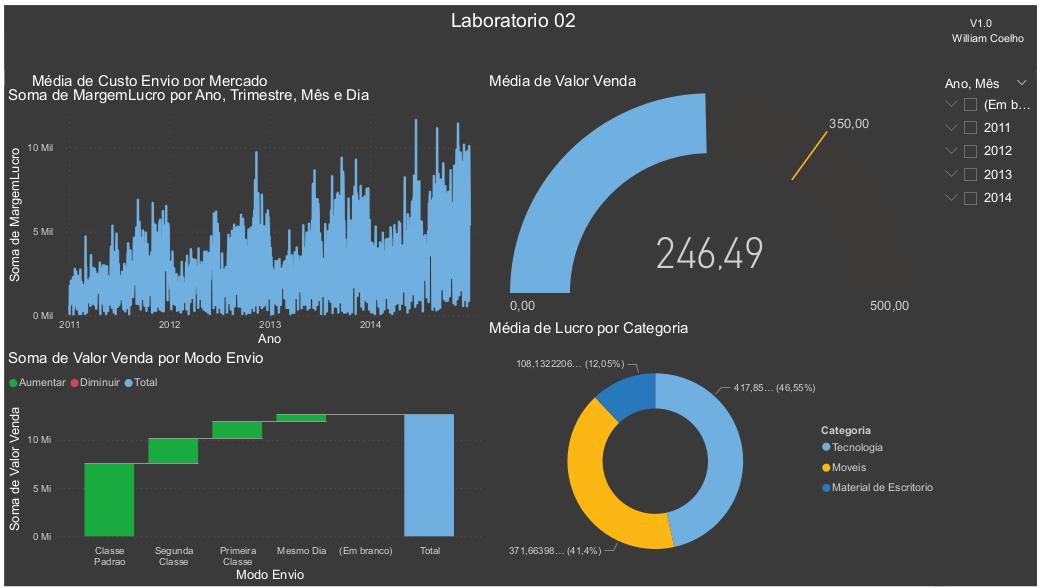 Laboratorio 02
V1.0
William Coelho
Média de Custo Envio por Mercado
Soma de MargemLucro por Ano, Trimestre, Mês e Dia
Soma de MargemLucro
10 Mil
5 Mil
0 Mil
2011
2012
2013
2014
Ano
Média de Valor Venda
350,00
246,49
0,00
500,00
Ano, Mês
(Em b...
2011
2012
2013
2014
Soma de Valor Venda por Modo Envio
Aumentar
Diminuir
Total
Soma de Valor Venda
10 Mi
5 Mi
0 Mi
Classe
Padrao
Segunda
Classe
Primeira
Classe
Mesmo Dia
(Em branco)
Total
Modo Envio
Média de Lucro por Categoria
108,1322206... (12,05%)
417,85... (46,55%)
371,66398... (41,4%)
Categoria
Tecnologia
Moveis
Material de Escritorio